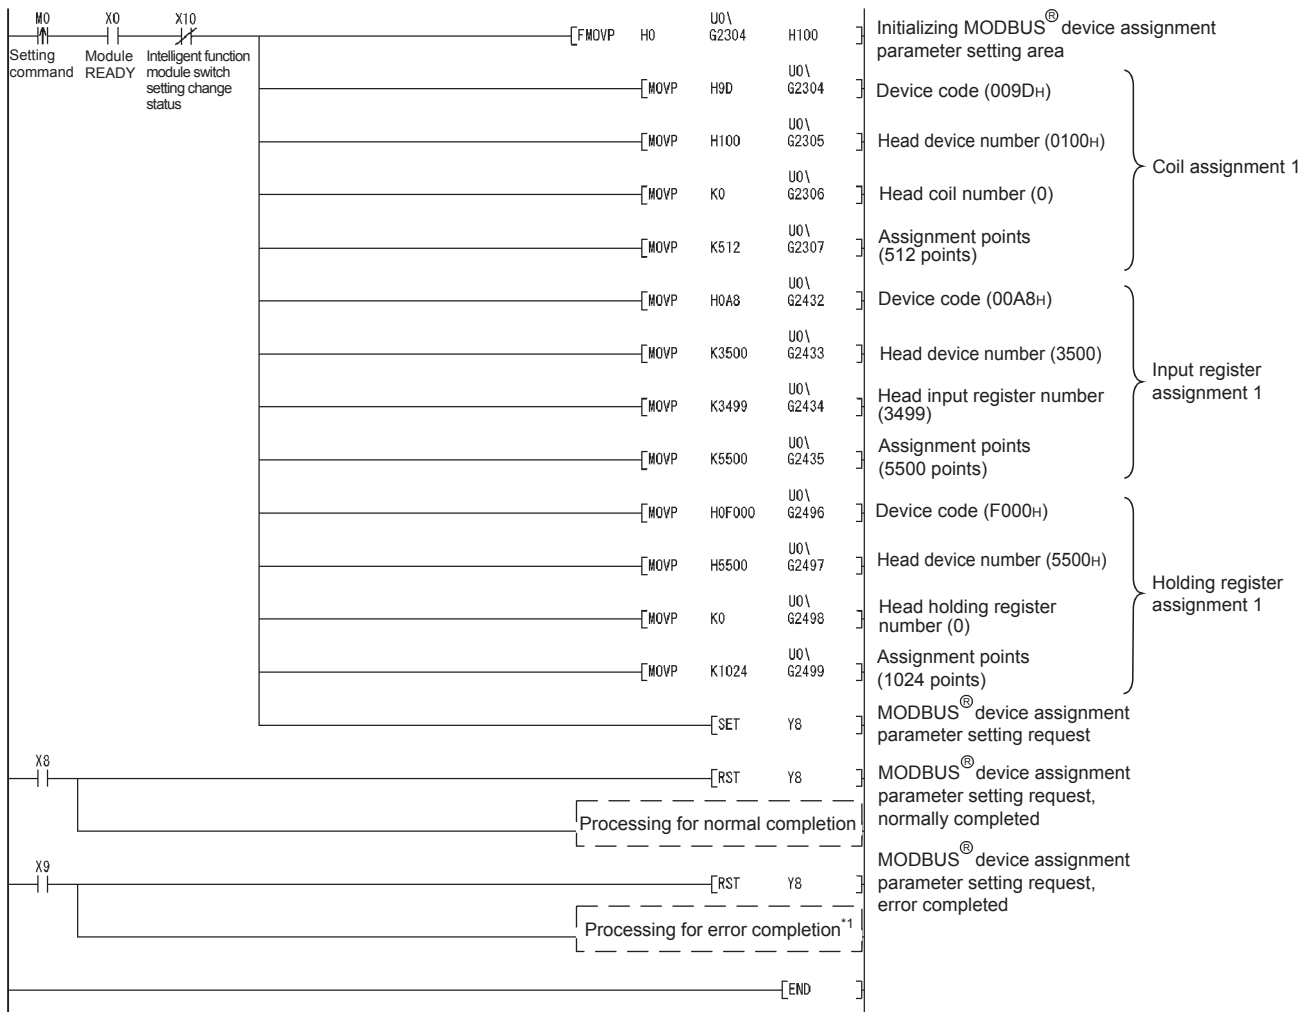 M0 X0 X10
Setting command
Module READY
Intelligent function module switch setting change status
U0\
FMOVP H0 G2304 H100
Initializing MODBUS® device assignment
parameter setting area
U0\
MOVP H9D G2304
Device code (009DH)
U0\
MOVP H100 G2305
Head device number (0100H)
Coil assignment 1
U0\
MOVP K0 G2306
Head coil number (0)
U0\
MOVP K512 G2307
Assignment points
(512 points)
U0\
MOVP H0A8 G2432
Device code (00A8H)
U0\
MOVP K3500 G2433
Head device number (3500)
Input register
assignment 1
U0\
MOVP K3499 G2434
Head input register number
(3499)
U0\
MOVP K5500 G2435
Assignment points
(5500 points)
U0\
MOVP H0F000 G2496
Device code (F000H)
U0\
MOVP H5500 G2497
Head device number (5500H)
Holding register
assignment 1
U0\
MOVP K0 G2498
Head holding register
number (0)
U0\
MOVP K1024 G2499
Assignment points
(1024 points)
SET Y8
MODBUS® device assignment
parameter setting request
X8
RST Y8
MODBUS® device assignment
parameter setting request,
normally completed
Processing for normal completion
X9
RST Y8
MODBUS® device assignment
parameter setting request,
error completed
Processing for error completion*1
END